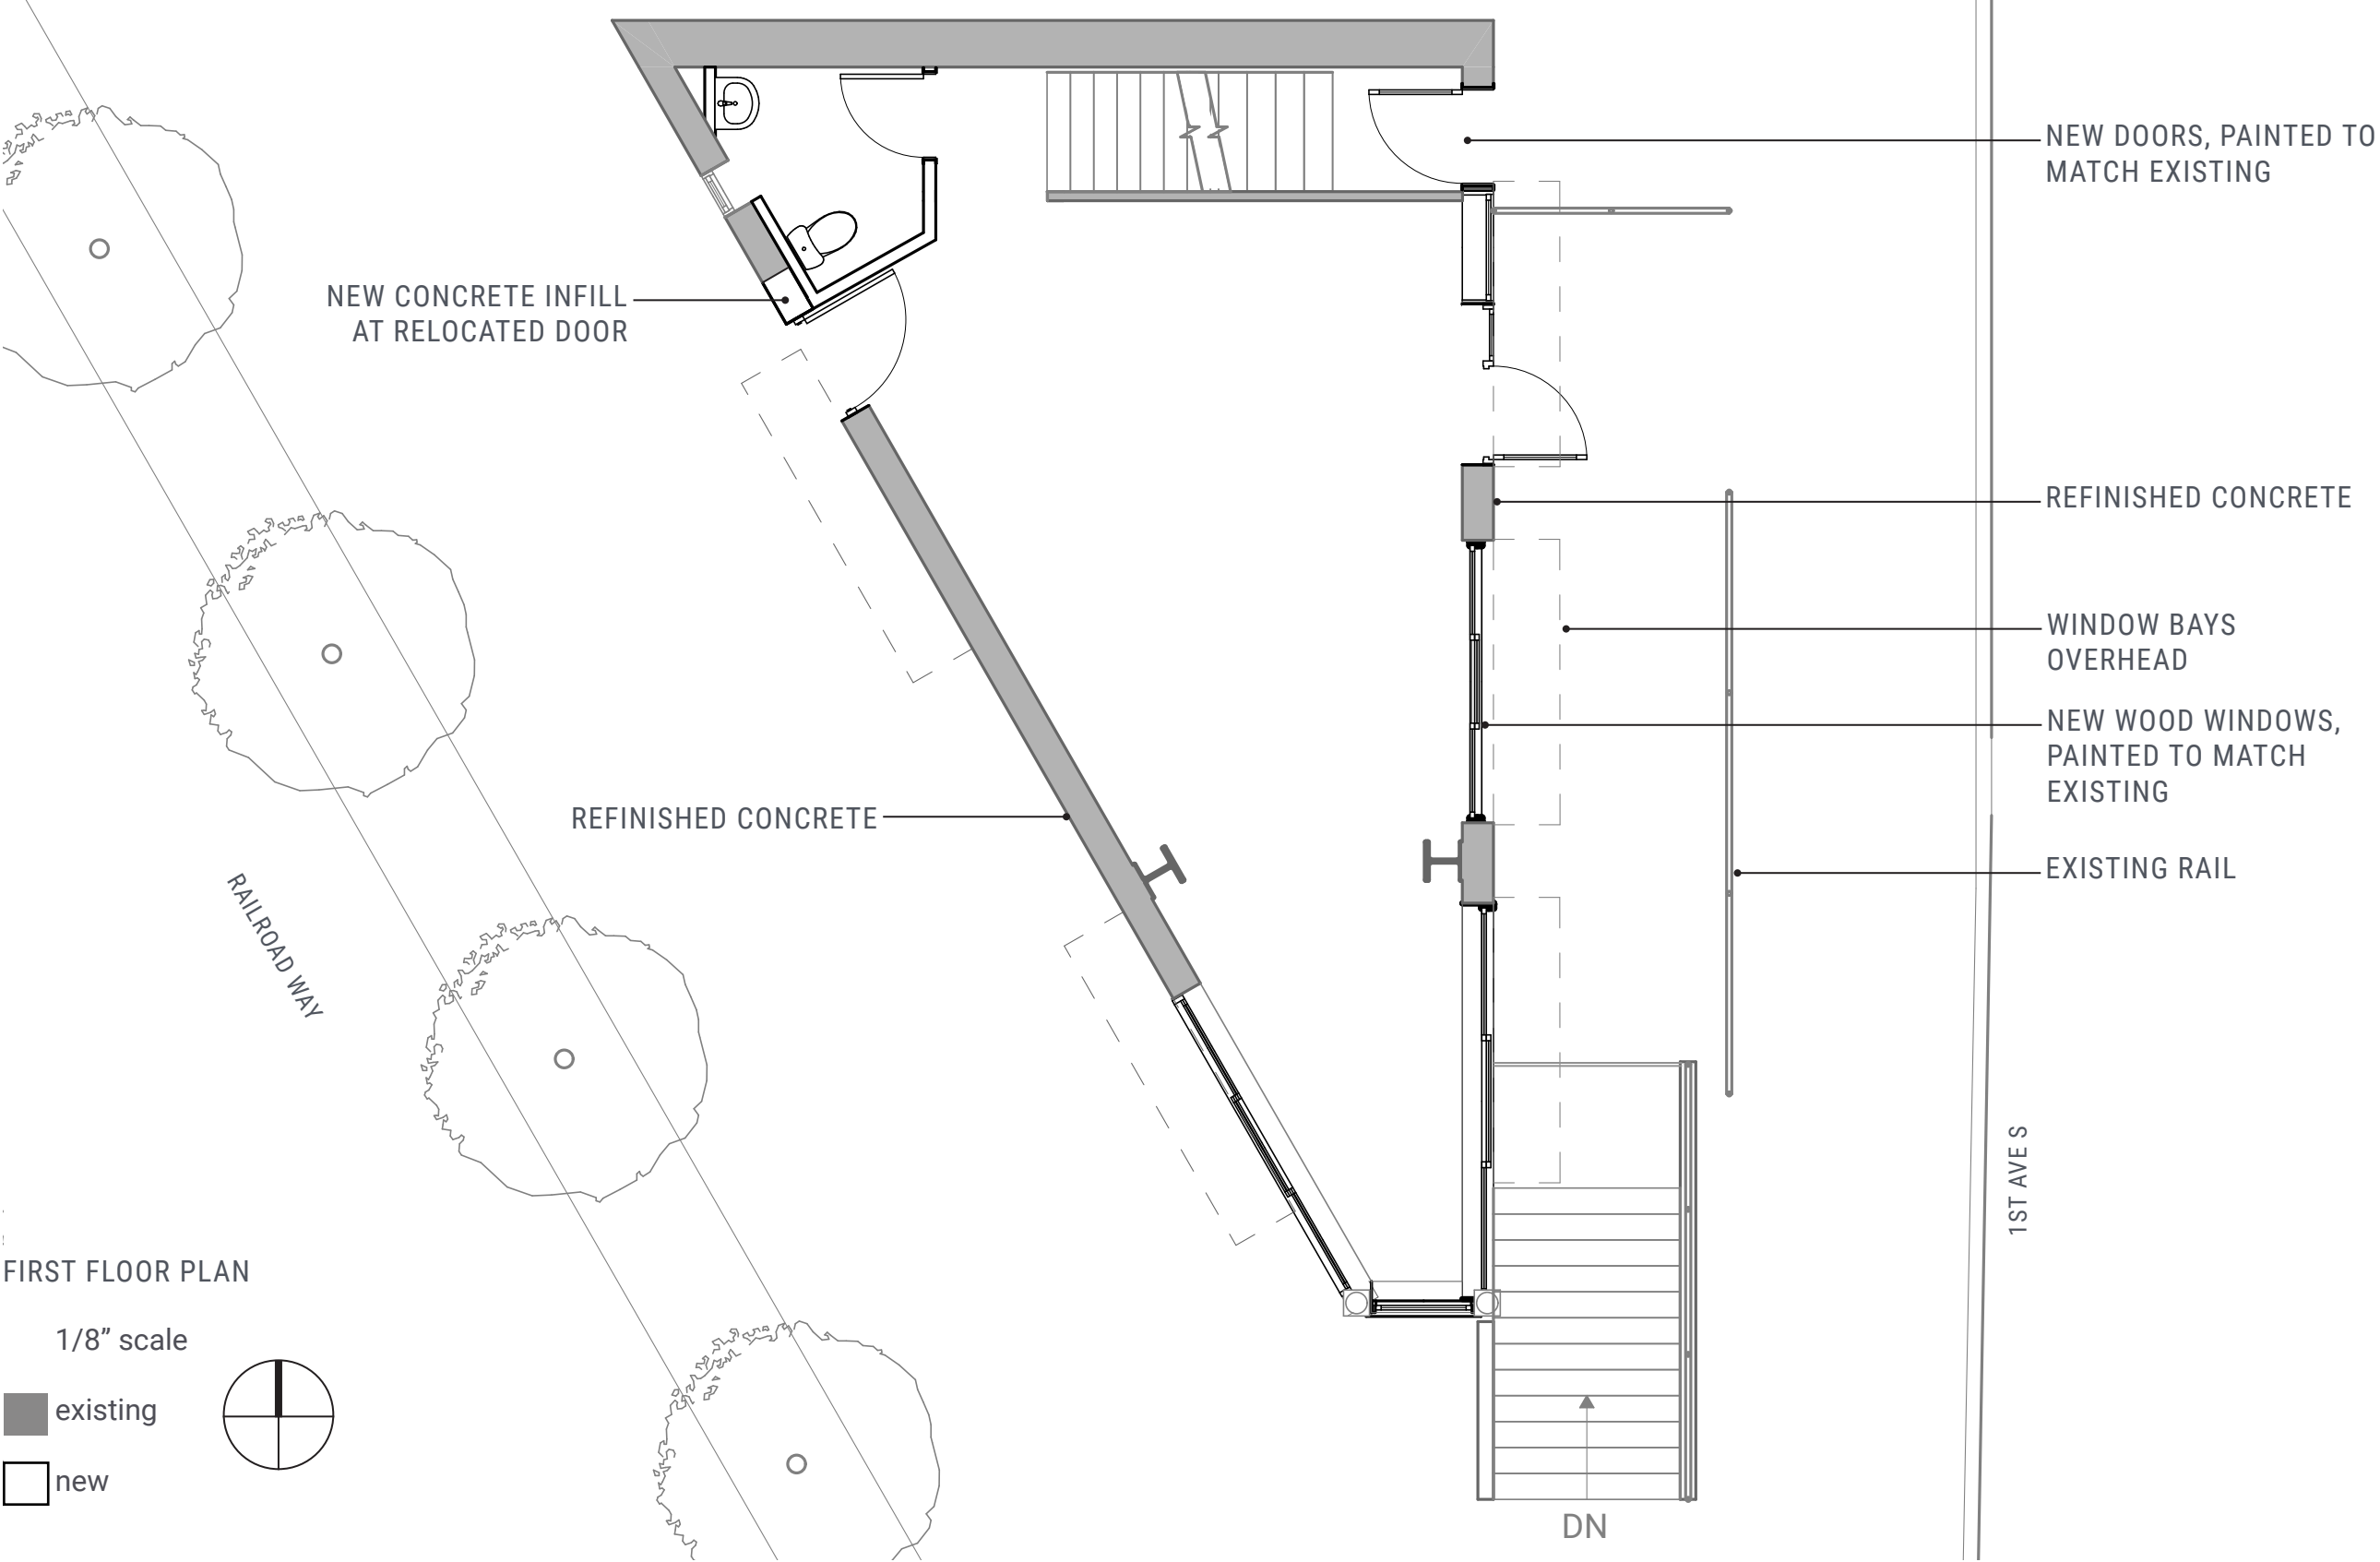 NEW DOORS, PAINTED TO
MATCH EXISTING
NEW CONCRETE INFILL
AT RELOCATED DOOR
REFINISHED CONCRETE
WINDOW BAYS
OVERHEAD
NEW WOOD WINDOWS,
PAINTED TO MATCH
EXISTING
REFINISHED CONCRETE
EXISTING RAIL
RAILROAD WAY
1ST AVE S
FIRST FLOOR PLAN
1/8” scale
existing
new
DN